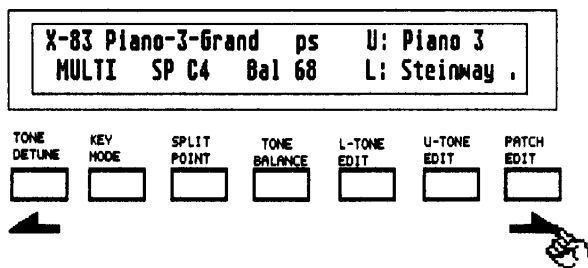 X-83 Piano-3-Grand ps U: Piano 3
MULTI SP C4 Bal 68 L: Steinway .
TONE DETUNE
KEY MODE
SPLIT POINT
TONE BALANCE
L-TONE EDIT
U-TONE EDIT
PATCH EDIT